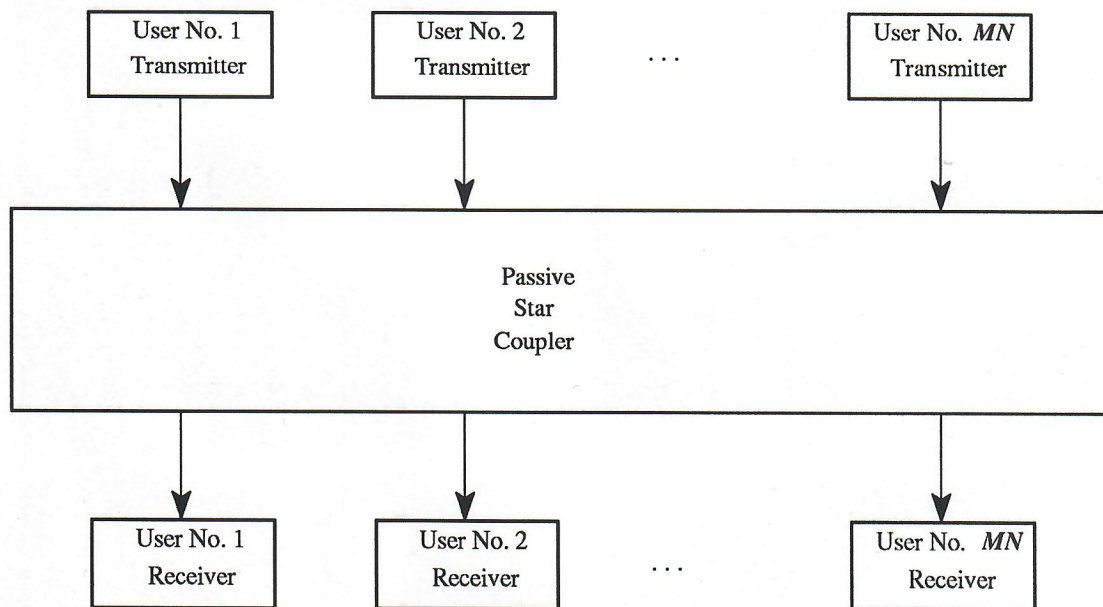 User No. 1
Transmitter
User No. 2
Transmitter
...
User No. MN
Transmitter
Passive
Star
Coupler
User No. 1
Receiver
User No. 2
Receiver
...
User No. MN
Receiver